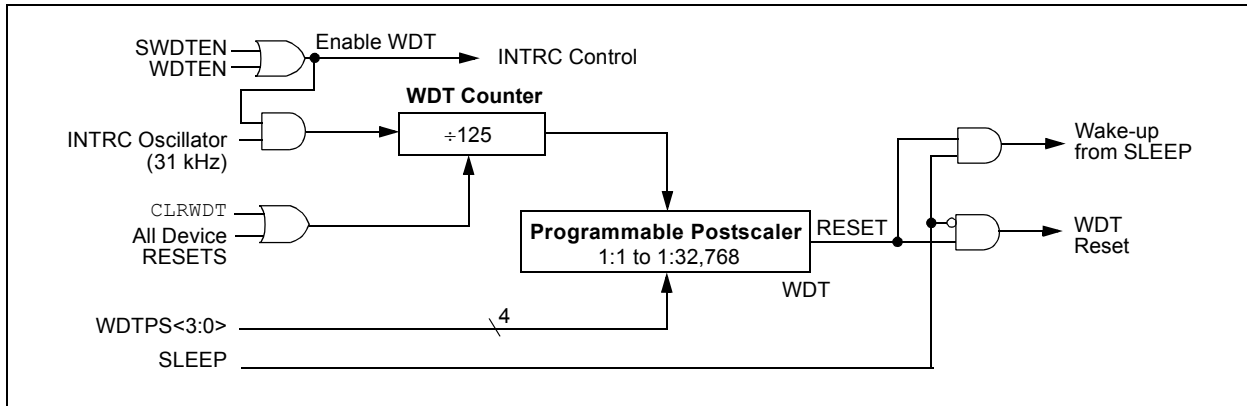 SWDTEN
WDTEN
Enable WDT
INTRC Control
WDT Counter
÷125
INTRC Oscillator
(31 kHz)
Wake-up
from SLEEP
CLRWDT
All Device
RESETS
Programmable Postscaler
1:1 to 1:32,768
RESET
WDT
Reset
WDT
WDTPS<3:0>
4
SLEEP